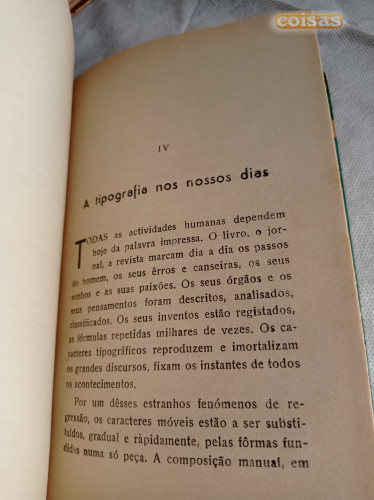 coisas
IV
A tipografia nos nossos dias
TODAS as actividades humanas dependem
hoje da palavra impressa. O livro, o jor-
nal, a revista marcam dia a dia os passos
do homem, os seus êrros e canseiras, os seus
sonhos e as suas paixões. Os seus órgãos e os
seus pensamentos foram descritos, analisados,
classificados. Os seus inventos estão registados,
as fórmulas repetidas milhares de vezes. Os ca-
racteres tipográficos reproduzem e imortalizam
os grandes discursos, fixam os instantes de todos
os acontecimentos.
Por um dêsses estranhos fenómenos de re-
gressão, os caracteres móveis estão a ser substi-
tuídos, gradual e ràpidamente, pelas fôrmas fun-
didas numa só peça. A composição manual, em